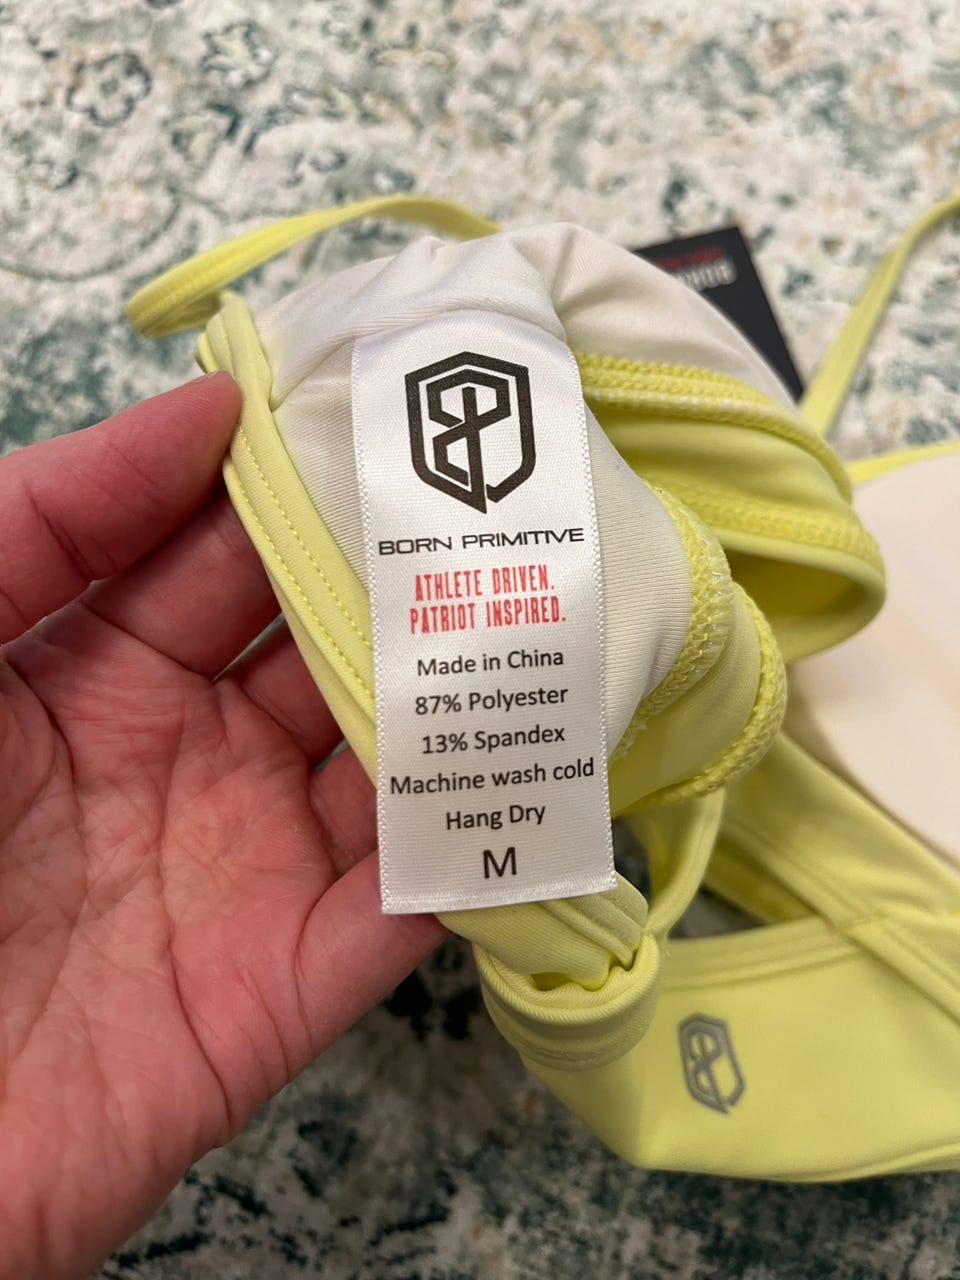 BORN PRIMITIVE
ATHLETE DRIVEN.
PATRIOT INSPIRED.
Made in China
87% Polyester
13% Spandex
Machine wash cold
Hang Dry
M